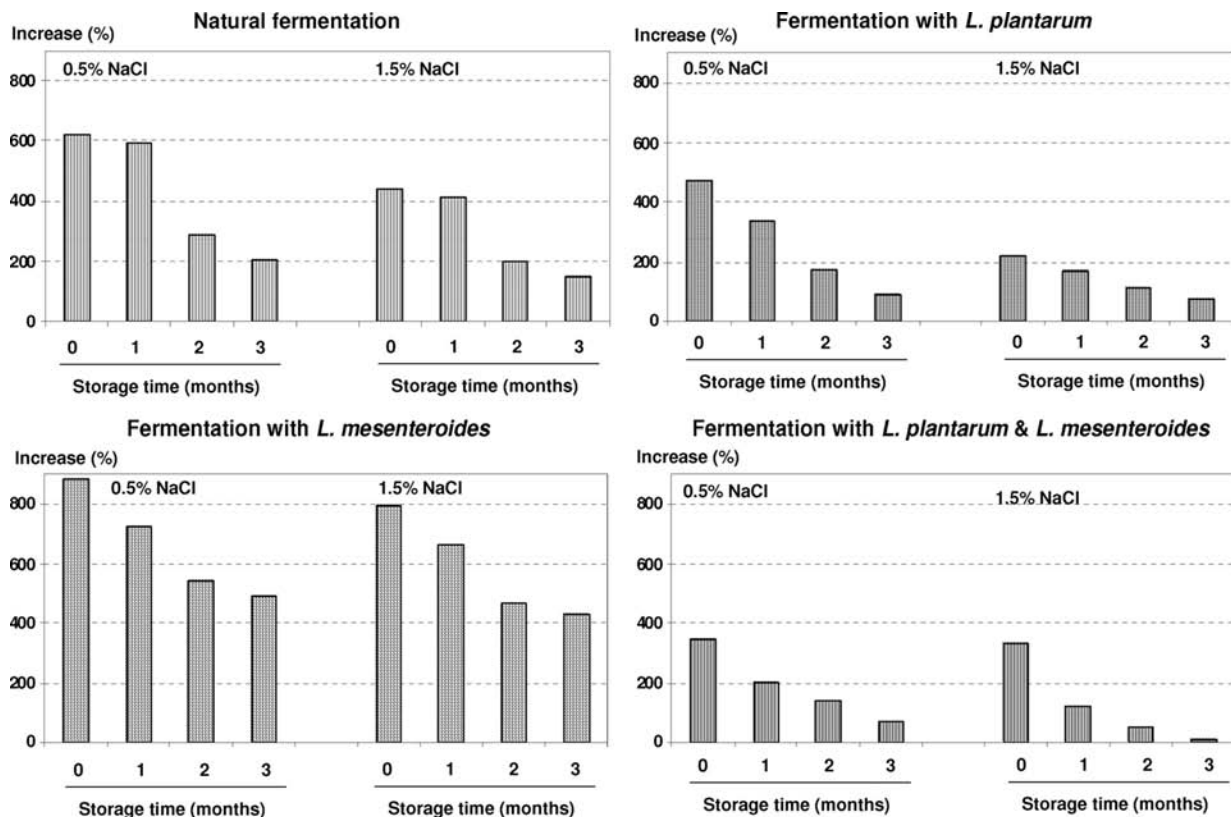 Natural fermentation
Increase (%)
0.5% NaCl 1.5% NaCl
800
600
400
200
0
0 1 2 3 0 1 2 3
Storage time (months) Storage time (months)
Fermentation with L. plantarum
Increase (%)
0.5% NaCl 1.5% NaCl
800
600
400
200
0
0 1 2 3 0 1 2 3
Storage time (months) Storage time (months)
Fermentation with L. mesenteroides
Increase (%)
0.5% NaCl 1.5% NaCl
800
600
400
200
0
0 1 2 3 0 1 2 3
Storage time (months) Storage time (months)
Fermentation with L. plantarum & L. mesenteroides
Increase (%)
0.5% NaCl
1.5% NaCl
800
600
400
200
0
0 1 2 3 0 1 2 3
Storage time (months) Storage time (months)